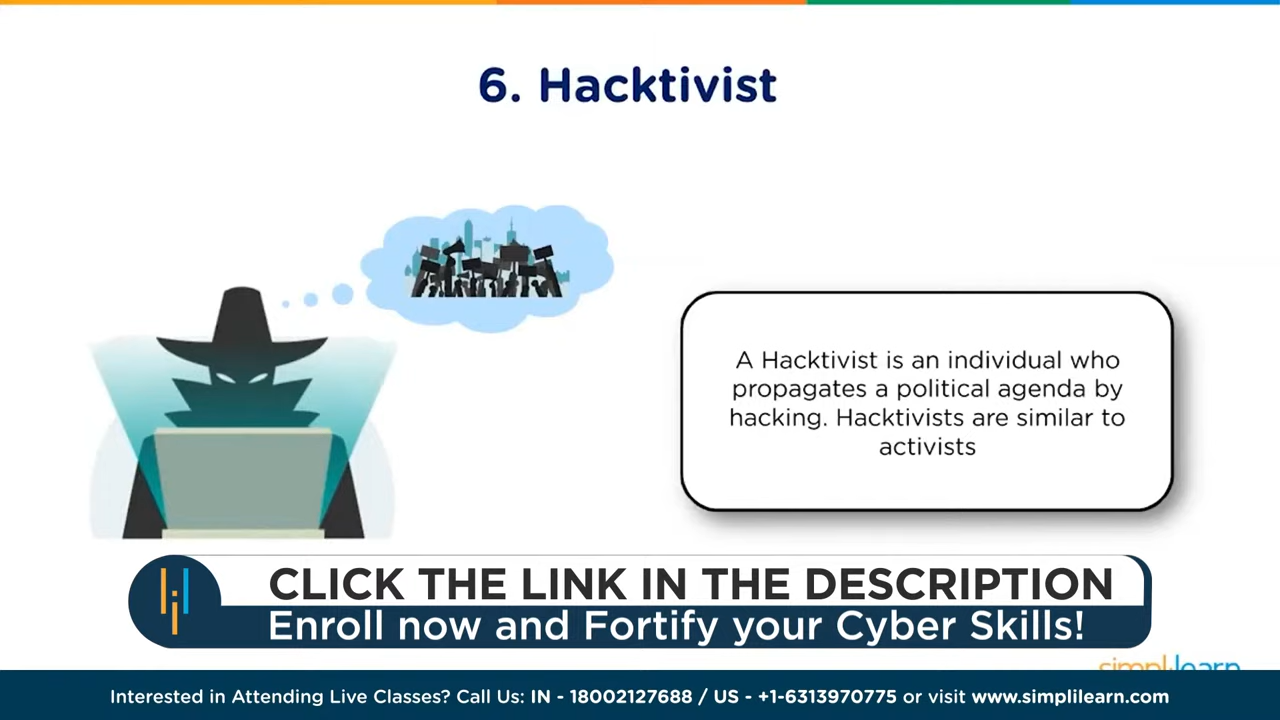 6. Hacktivist
A Hacktivist is an individual who
propagates a political agenda by
hacking. Hacktivists are similar to
activists
CLICK THE LINK IN THE DESCRIPTION
Enroll now and Fortify your Cyber Skills!
simplilearn
Interested in Attending Live Classes? Call Us: IN - 18002127688 / US - +1-6313970775 or visit www.simplilearn.com